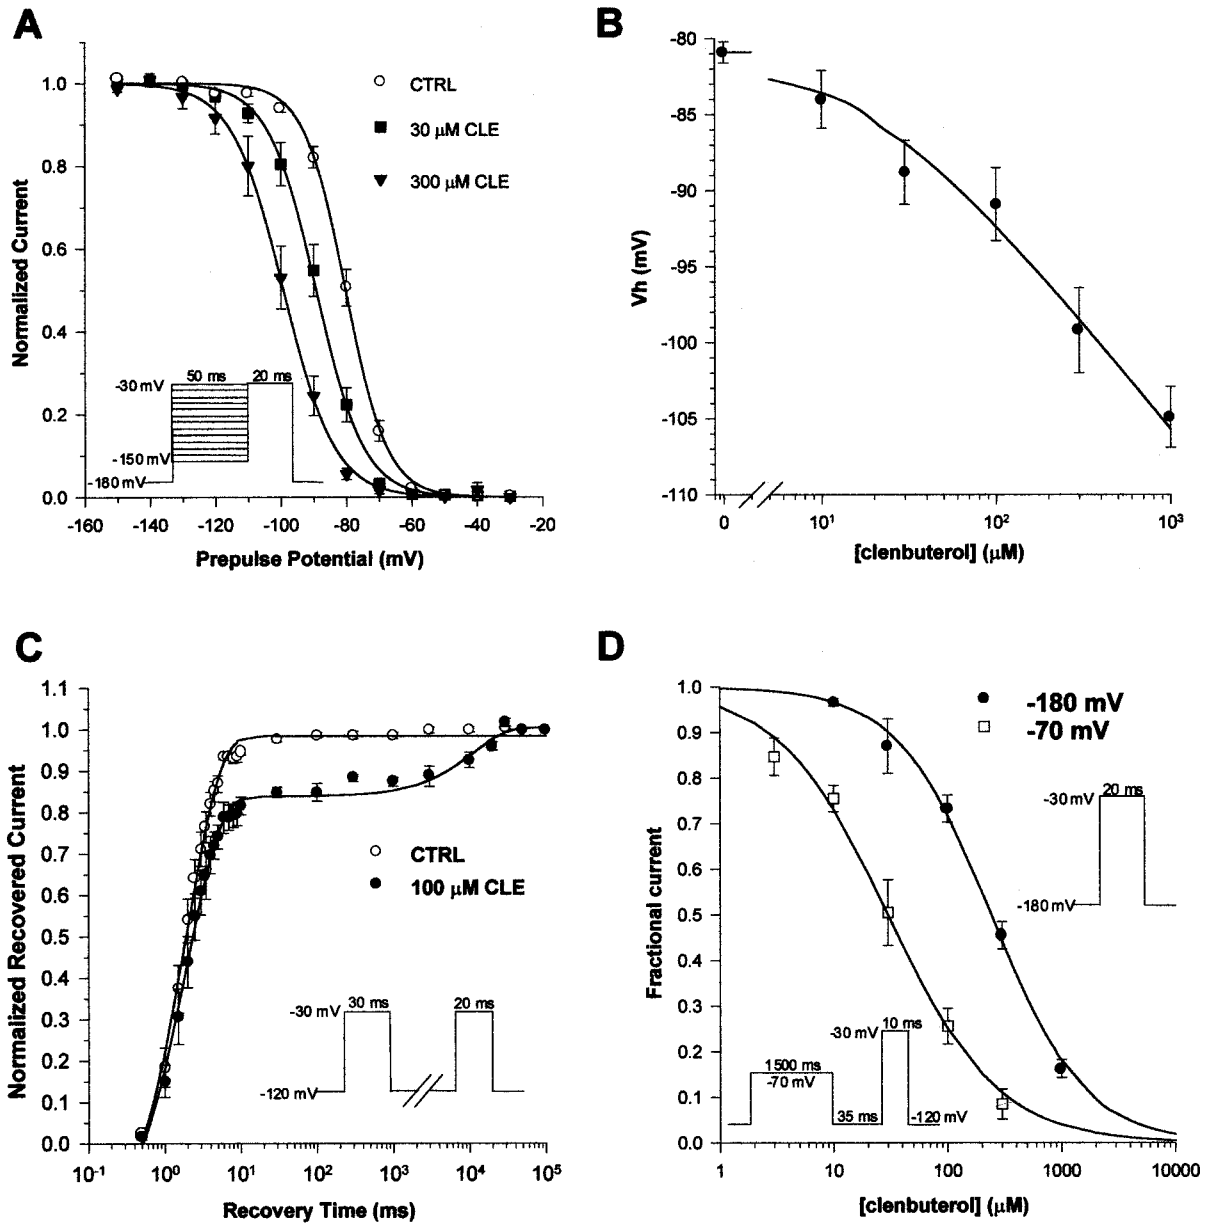 A
1.0
0.8
0.6
0.4
0.2
0.0
Normalized Current
CTRL
30 μM CLE
300 μM CLE
50 ms
20 ms
-30 mV
-150 mV
-180 mV
-160 -140 -120 -100 -80 -60 -40 -20
Prepulse Potential (mV)
B
-80
-85
-90
-95
-100
-105
-110
Vh (mV)
0 10¹ 10² 10³
[clenbuterol] (μM)
C
1.1
1.0
0.9
0.8
0.7
0.6
0.5
0.4
0.3
0.2
0.1
0.0
Normalized Recovered Current
CTRL
100 μM CLE
30 ms
20 ms
-30 mV
-120 mV
10⁻¹ 10⁰ 10¹ 10² 10³ 10⁴ 10⁵
Recovery Time (ms)
D
1.0
0.9
0.8
0.7
0.6
0.5
0.4
0.3
0.2
0.1
0.0
Fractional current
-180 mV
-70 mV
20 ms
-30 mV
-180 mV
10 ms
-30 mV
1500 ms
-70 mV
35 ms
-120 mV
1 10 100 1000 10000
[clenbuterol] (μM)